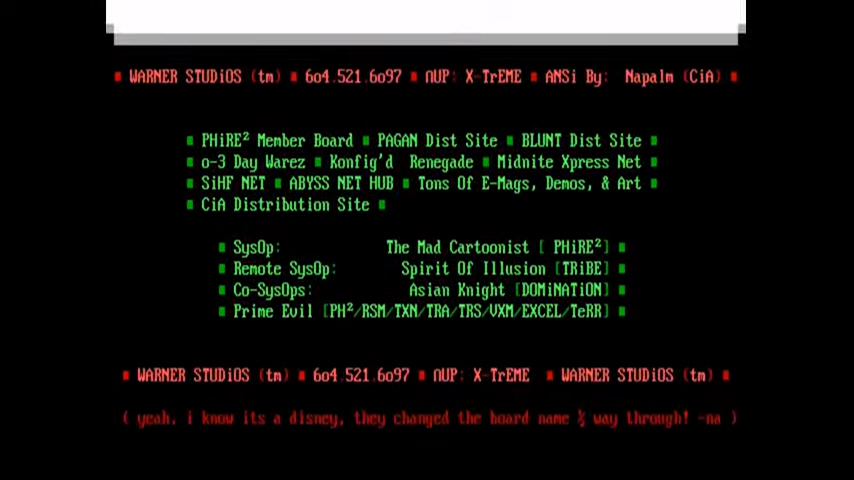 ▪ WARNER STUDiOS (tm) ▪ 6o4.521.6o97 ▪ NUP: X-TrEME ▪ ANSi By: Napalm (CiA) ▪
▪ PHiRE² Member Board ▪ PAGAN Dist Site ▪ BLUNT Dist Site ▪
▪ o-3 Day Warez ▪ Konfig'd Renegade ▪ Midnite Xpress Net ▪
▪ SiHF NET ▪ ABYSS NET HUB ▪ Tons Of E-Mags, Demos, & Art ▪
▪ CiA Distribution Site ▪
▪ SysOp: The Mad Cartoonist [ PHiRE²] ▪
▪ Remote SysOp: Spirit Of Illusion [TRiBE] ▪
▪ Co-SysOps: Asian Knight [DOMiNATiON] ▪
▪ Prime Evil [PH²/RSM/TXN/TRA/TRS/VXM/EXCEL/TeRR] ▪
▪ WARNER STUDiOS (tm) ▪ 6o4.521.6o97 ▪ NUP: X-TrEME ▪ WARNER STUDiOS (tm) ▪
( yeah, i know its a disney, they changed the board name ½ way through! -na )